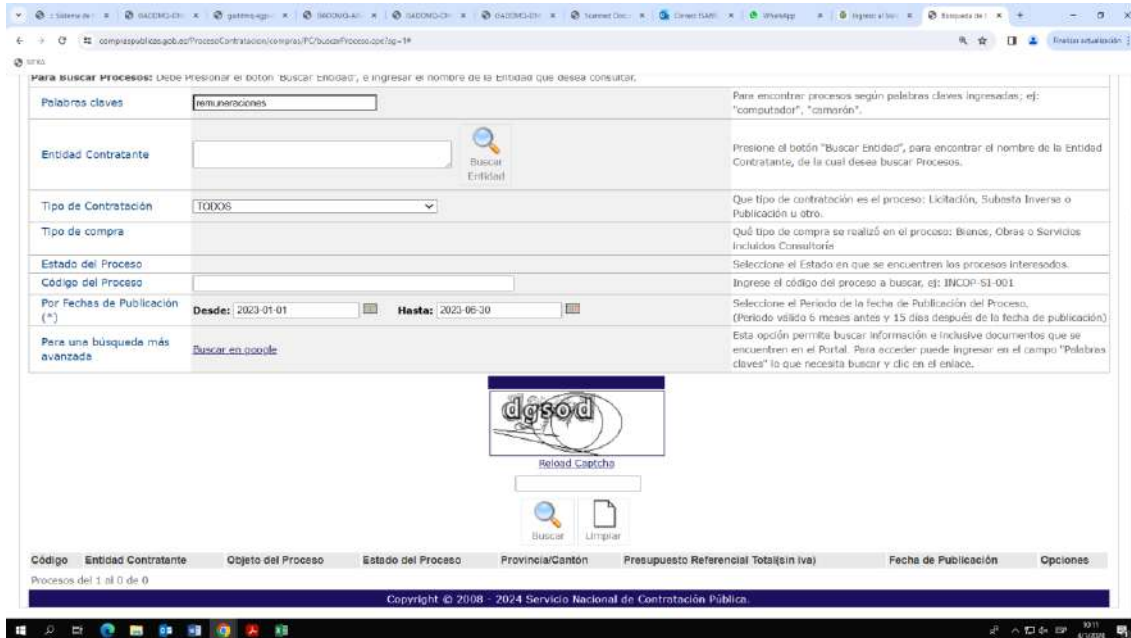 compraspublicas.gob.ec/ProcesoContratacion/compras/PC/buscarProceso.cpe?sg=1#
Finalizar actualización
Para Buscar Procesos: Debe Presionar el botón 'Buscar Entidad', e ingresar el nombre de la Entidad que desea consultar.
Palabras claves
remuneraciones
Para encontrar procesos según palabras claves ingresadas; ej:
"computador", "camarón".
Entidad Contratante
Buscar
Entidad
Presione el botón "Buscar Entidad", para encontrar el nombre de la Entidad
Contratante, de la cual desea buscar Procesos.
Tipo de Contratación
TODOS
Que tipo de contratación es el proceso: Licitación, Subasta Inversa o
Publicación u otro.
Tipo de compra
Qué tipo de compra se realizó en el proceso: Bienes, Obras o Servicios
incluidos Consultoría
Estado del Proceso
Seleccione el Estado en que se encuentren los procesos interesados.
Código del Proceso
Ingrese el código del proceso a buscar, ej: INCOP-SI-001
Por Fechas de Publicación
(*)
Desde: 2023-01-01
Hasta: 2023-06-30
Seleccione el Periodo de la fecha de Publicación del Proceso.
(Periodo válido 6 meses antes y 15 días después de la fecha de publicación)
Para una búsqueda más
avanzada
Buscar en google
Esta opción permita buscar información e inclusive documentos que se
encuentren en el Portal. Para acceder puede ingresar en el campo "Palabras
claves" lo que necesita buscar y clic en el enlace.
dgsod
Reload Captcha
Buscar
Limpiar
Código Entidad Contratante Objeto del Proceso Estado del Proceso Provincia/Cantón Presupuesto Referencial Total(sin iva) Fecha de Publicación Opciones
Procesos del 1 al 0 de 0
Copyright © 2008 - 2024 Servicio Nacional de Contratación Pública.
ESP
10:11